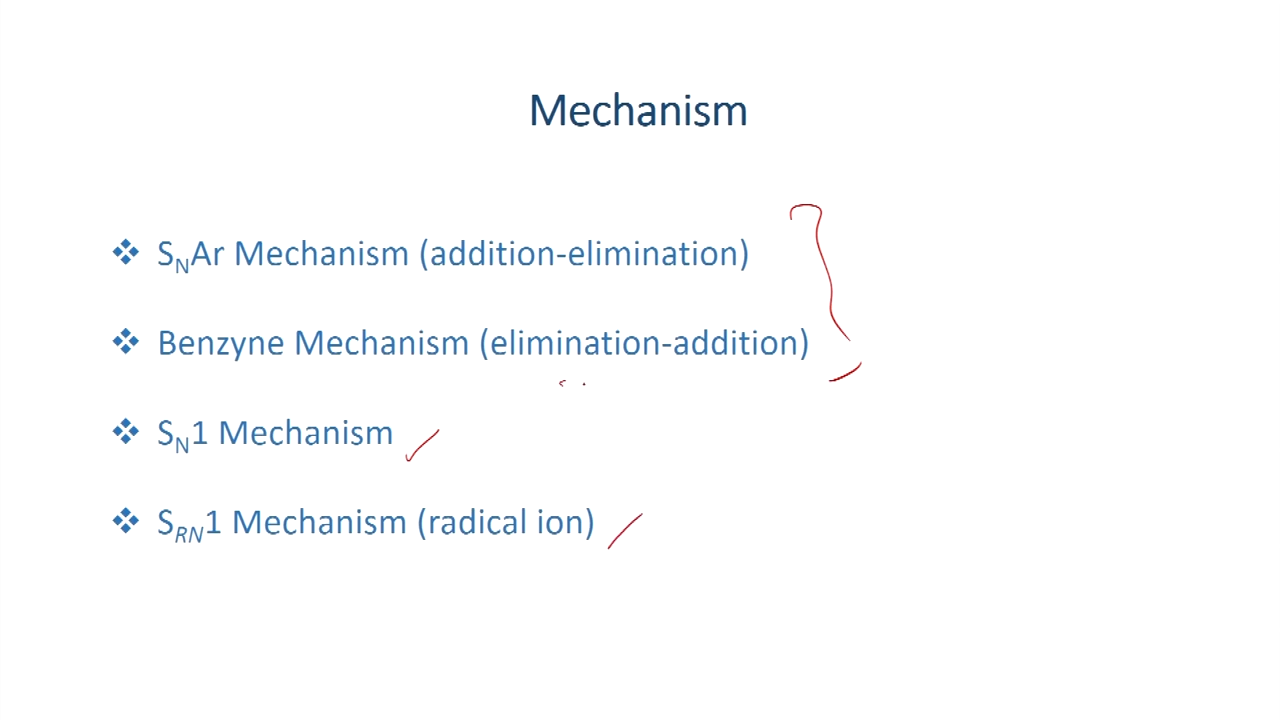 Mechanism
❖ SNAr Mechanism (addition-elimination)
❖ Benzyne Mechanism (elimination-addition)
❖ SN1 Mechanism
❖ SRN1 Mechanism (radical ion)